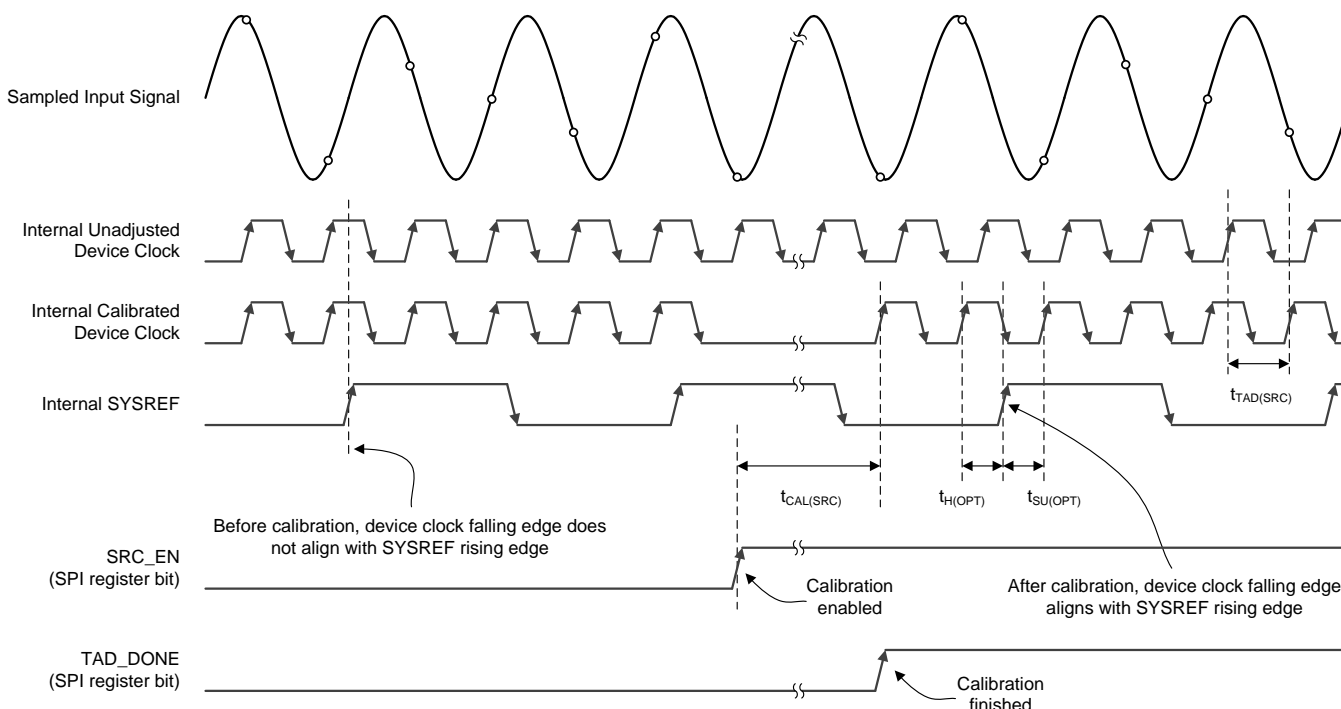 Sampled Input Signal
Internal Unadjusted
Device Clock
Internal Calibrated
Device Clock
Internal SYSREF
tTAD(SRC)
tCAL(SRC)
tH(OPT)
tSU(OPT)
Before calibration, device clock falling edge does
not align with SYSREF rising edge
SRC_EN
(SPI register bit)
Calibration
enabled
After calibration, device clock falling edge
aligns with SYSREF rising edge
TAD_DONE
(SPI register bit)
Calibration
finished